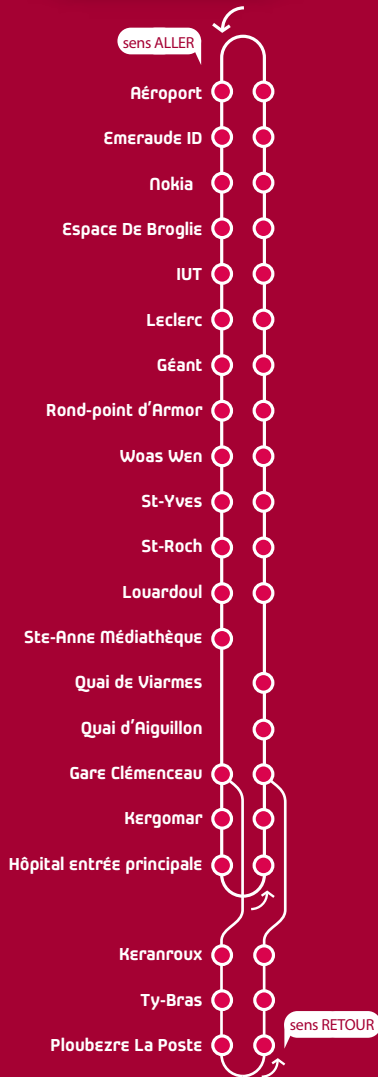 sens ALLER
Aéroport
Emeraude ID
Nokia
Espace De Broglie
IUT
Leclerc
Géant
Rond-point d'Armor
Woas Wen
St-Yves
St-Roch
Louardoul
Ste-Anne Médiathèque
Quai de Viarmes
Quai d'Aiguillon
Gare Clémenceau
Kergomar
Hôpital entrée principale
Keranroux
Ty-Bras
sens RETOUR
Ploubezre La Poste